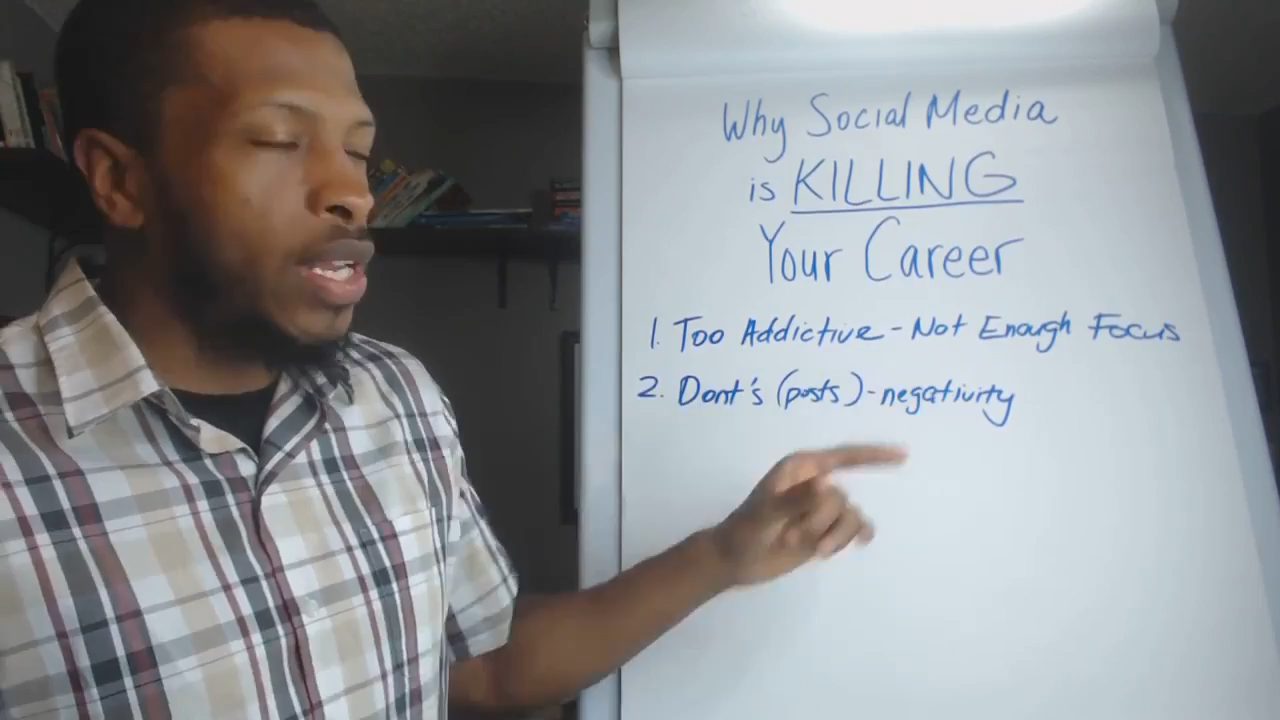 Why Social Media
is KILLING
Your Career
1. Too Addictive - Not Enough Focus
2. Dont's (posts) - negativity